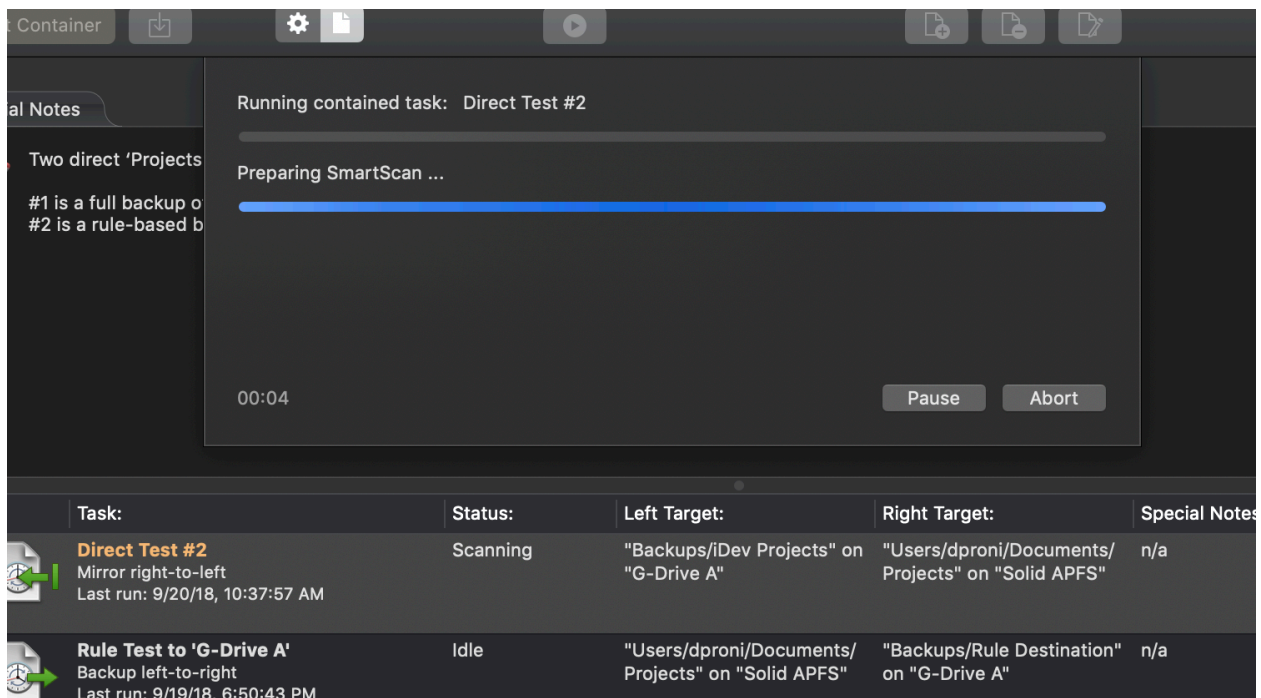 t Container
ial Notes
Two direct ‘Projects
#1 is a full backup o
#2 is a rule-based b
Running contained task: Direct Test #2
Preparing SmartScan ...
00:04
Pause
Abort
Task:
Status:
Left Target:
Right Target:
Special Notes
Direct Test #2
Mirror right-to-left
Last run: 9/20/18, 10:37:57 AM
Scanning
"Backups/iDev Projects" on
"G-Drive A"
"Users/dproni/Documents/
Projects" on "Solid APFS"
n/a
Rule Test to 'G-Drive A'
Backup left-to-right
Last run: 9/19/18, 6:50:43 PM
Idle
"Users/dproni/Documents/
Projects" on "Solid APFS"
"Backups/Rule Destination"
on "G-Drive A"
n/a